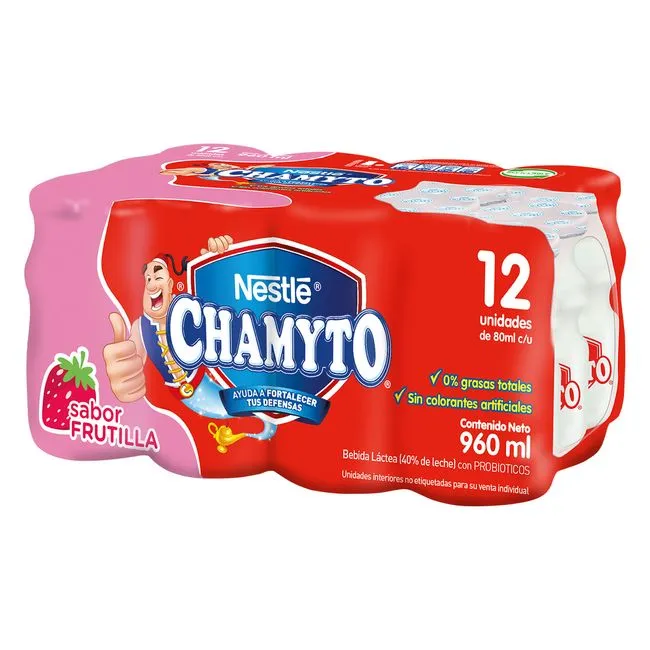 12
Nestlé®
CHAMYTO
Nestlé®
CHAMYTO®
AYUDA A FORTALECER
TUS DEFENSAS
sabor
FRUTILLA
12
unidades
de 80ml c/u
✓ 0% grasas totales
✓ Sin colorantes artificiales
Contenido Neto
960 ml
Bebida Láctea (40% de leche) con PROBIOTICOS
Unidades interiores no etiquetadas para su venta individual